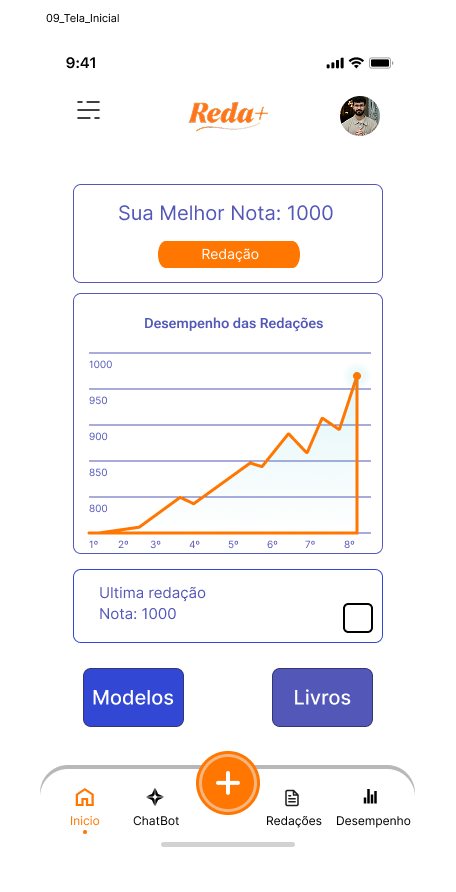 09_Tela_Inicial
9:41
Reda+
Sua Melhor Nota: 1000
Redação
Desempenho das Redações
1000
950
900
850
800
1º 2º 3º 4º 5º 6º 7º 8º
Ultima redação
Nota: 1000
Modelos Livros
Inicio ChatBot Redações Desempenho